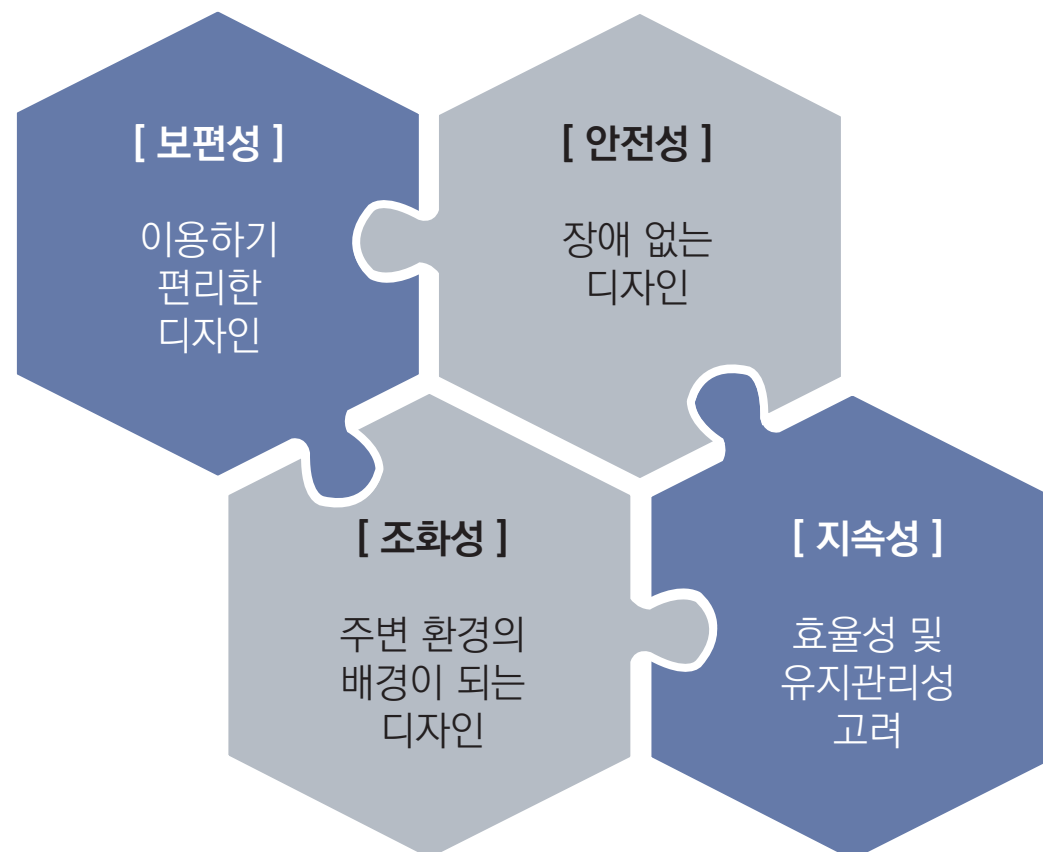 [ 보편성 ]
이용하기
편리한
디자인
[ 안전성 ]
장애 없는
디자인
[ 조화성 ]
주변 환경의
배경이 되는
디자인
[ 지속성 ]
효율성 및
유지관리성
고려